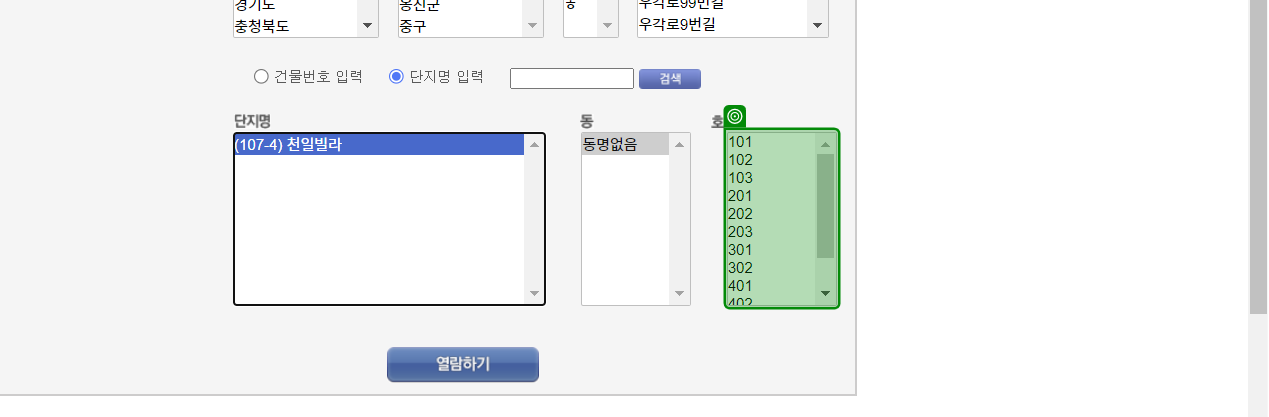 경기도 옹진군 ㅎ 우각로99번길
충청북도 중구 우각로9번길
건물번호 입력 단지명 입력 검색
단지명 동 호
(107-4) 천일빌라 동명없음 101
102
103
201
202
203
301
302
401
402
열람하기